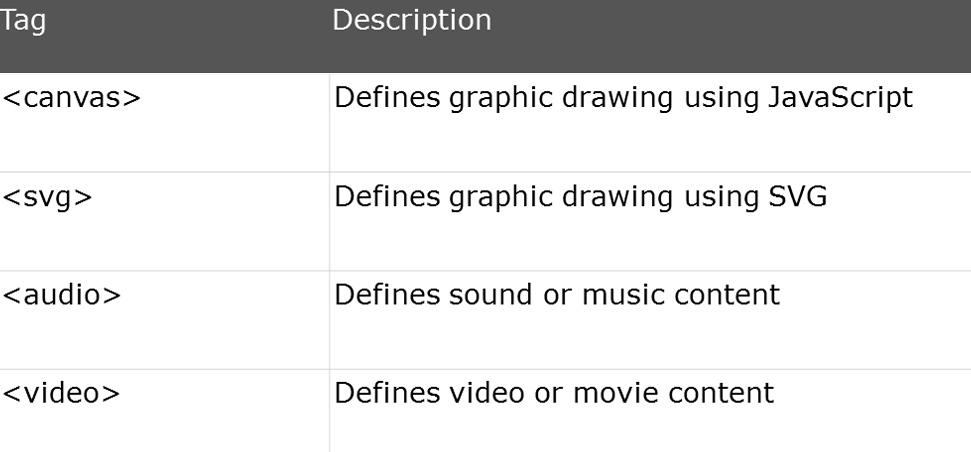 Tag Description
<canvas> Defines graphic drawing using JavaScript
<svg> Defines graphic drawing using SVG
<audio> Defines sound or music content
<video> Defines video or movie content